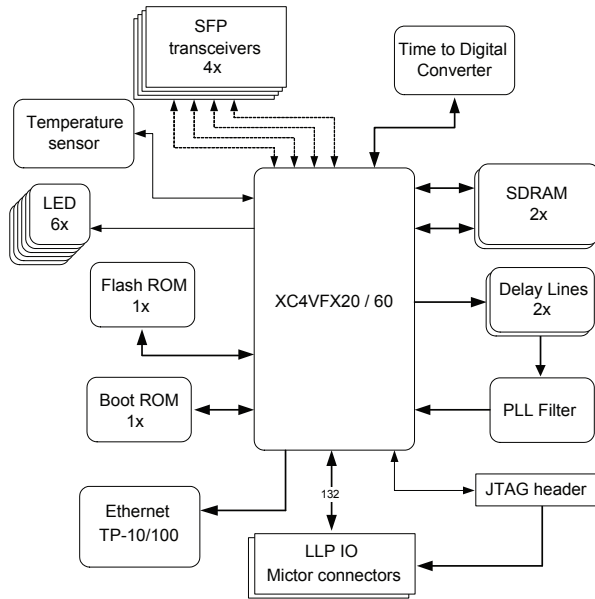 SFP
transceivers
4x
Time to Digital
Converter
Temperature
sensor
LED
6x
SDRAM
2x
Flash ROM
1x
XC4VFX20 / 60
Delay Lines
2x
Boot ROM
1x
PLL Filter
132
JTAG header
Ethernet
TP-10/100
LLP IO
Mictor connectors